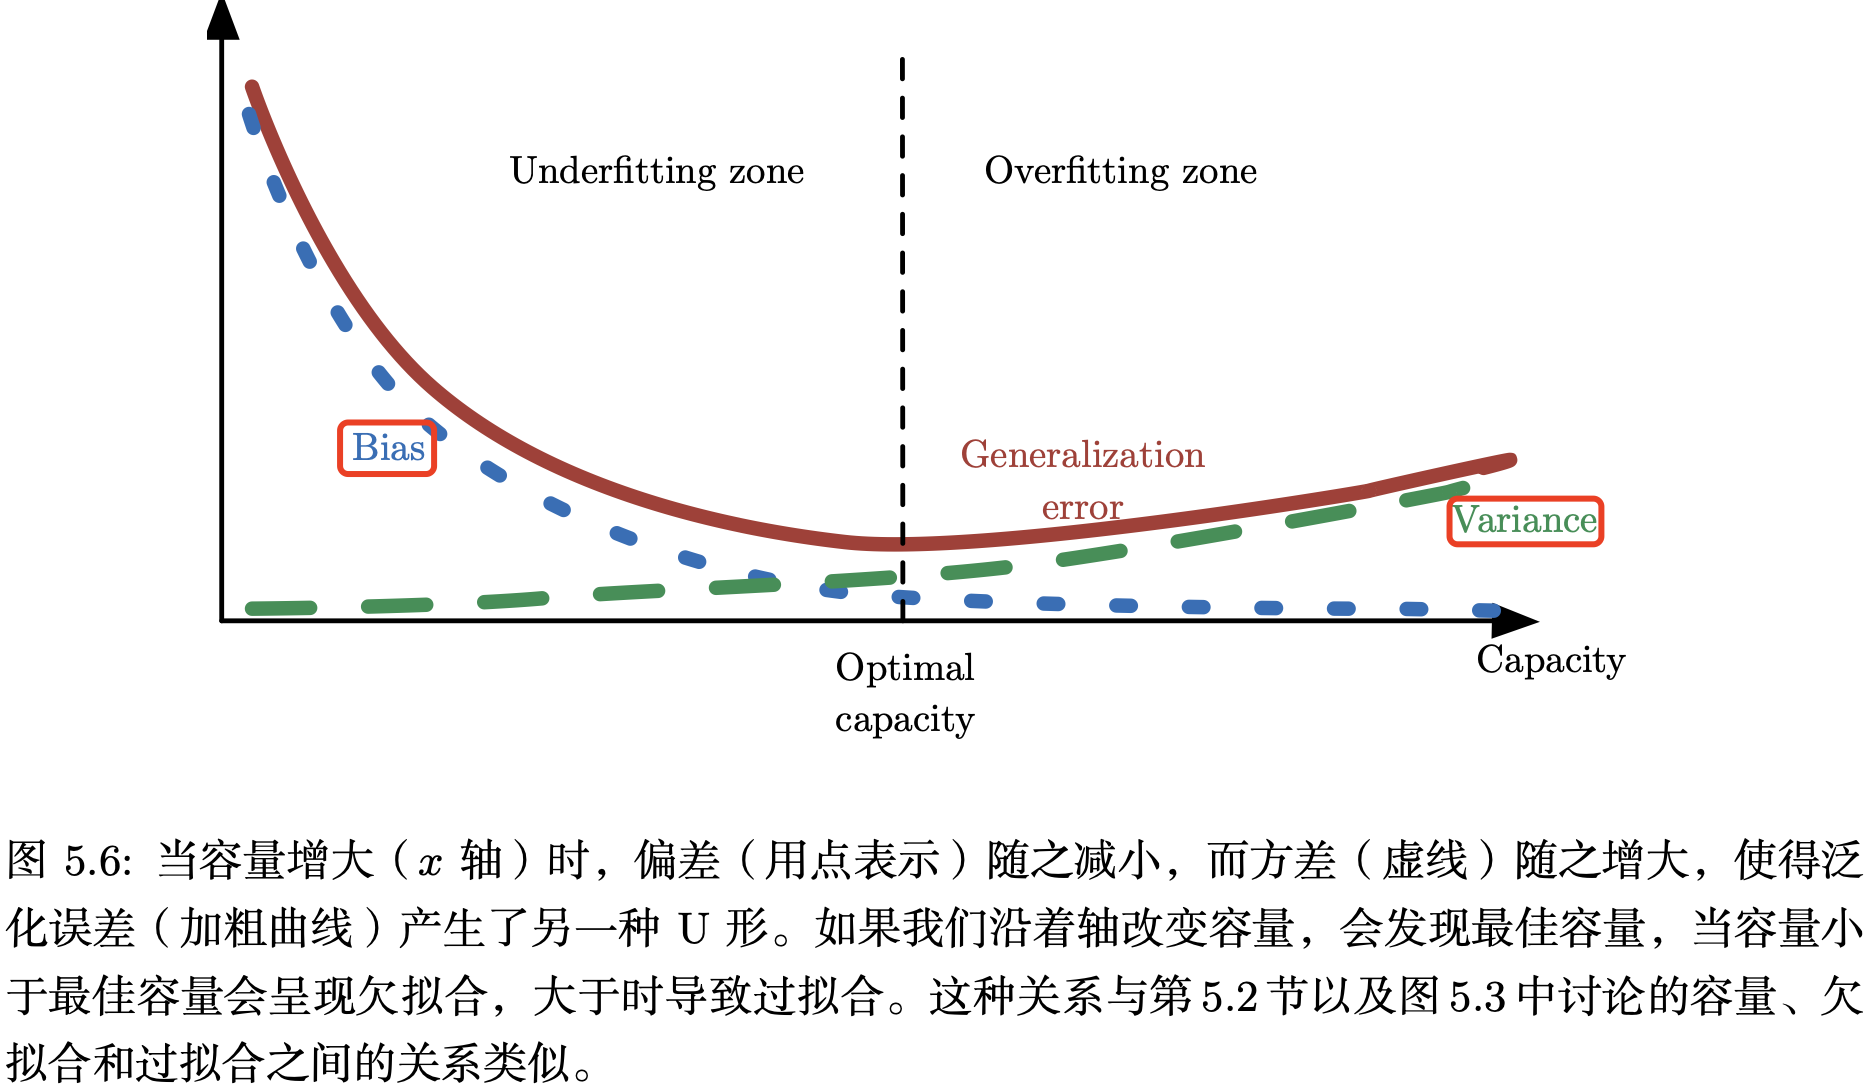 Underfitting zone
Overfitting zone
Bias
Generalization
error
Variance
Optimal
capacity
Capacity
图 5.6: 当容量增大（x 轴）时，偏差（用点表示）随之减小，而方差（虚线）随之增大，使得泛
化误差（加粗曲线）产生了另一种 U 形。如果我们沿着轴改变容量，会发现最佳容量，当容量小
于最佳容量会呈现欠拟合，大于时导致过拟合。这种关系与第 5.2 节以及图 5.3 中讨论的容量、欠
拟合和过拟合之间的关系类似。